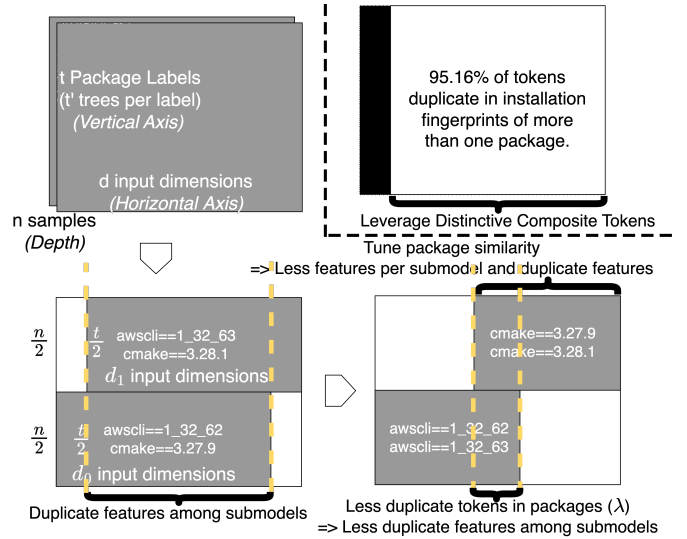 t Package Labels
(t' trees per label)
(Vertical Axis)
d input dimensions
(Horizontal Axis)
n samples
(Depth)
95.16% of tokens
duplicate in installation
fingerprints of more
than one package.
Leverage Distinctive Composite Tokens
Tune package similarity
=> Less features per submodel and duplicate features
n/2
t/2
awscli==1_32_63
cmake==3.28.1
d₁ input dimensions
n/2
t/2
awscli==1_32_62
cmake==3.27.9
d₀ input dimensions
Duplicate features among submodels
cmake==3.27.9
cmake==3.28.1
awscli==1_32_62
awscli==1_32_63
Less duplicate tokens in packages (λ)
=> Less duplicate features among submodels